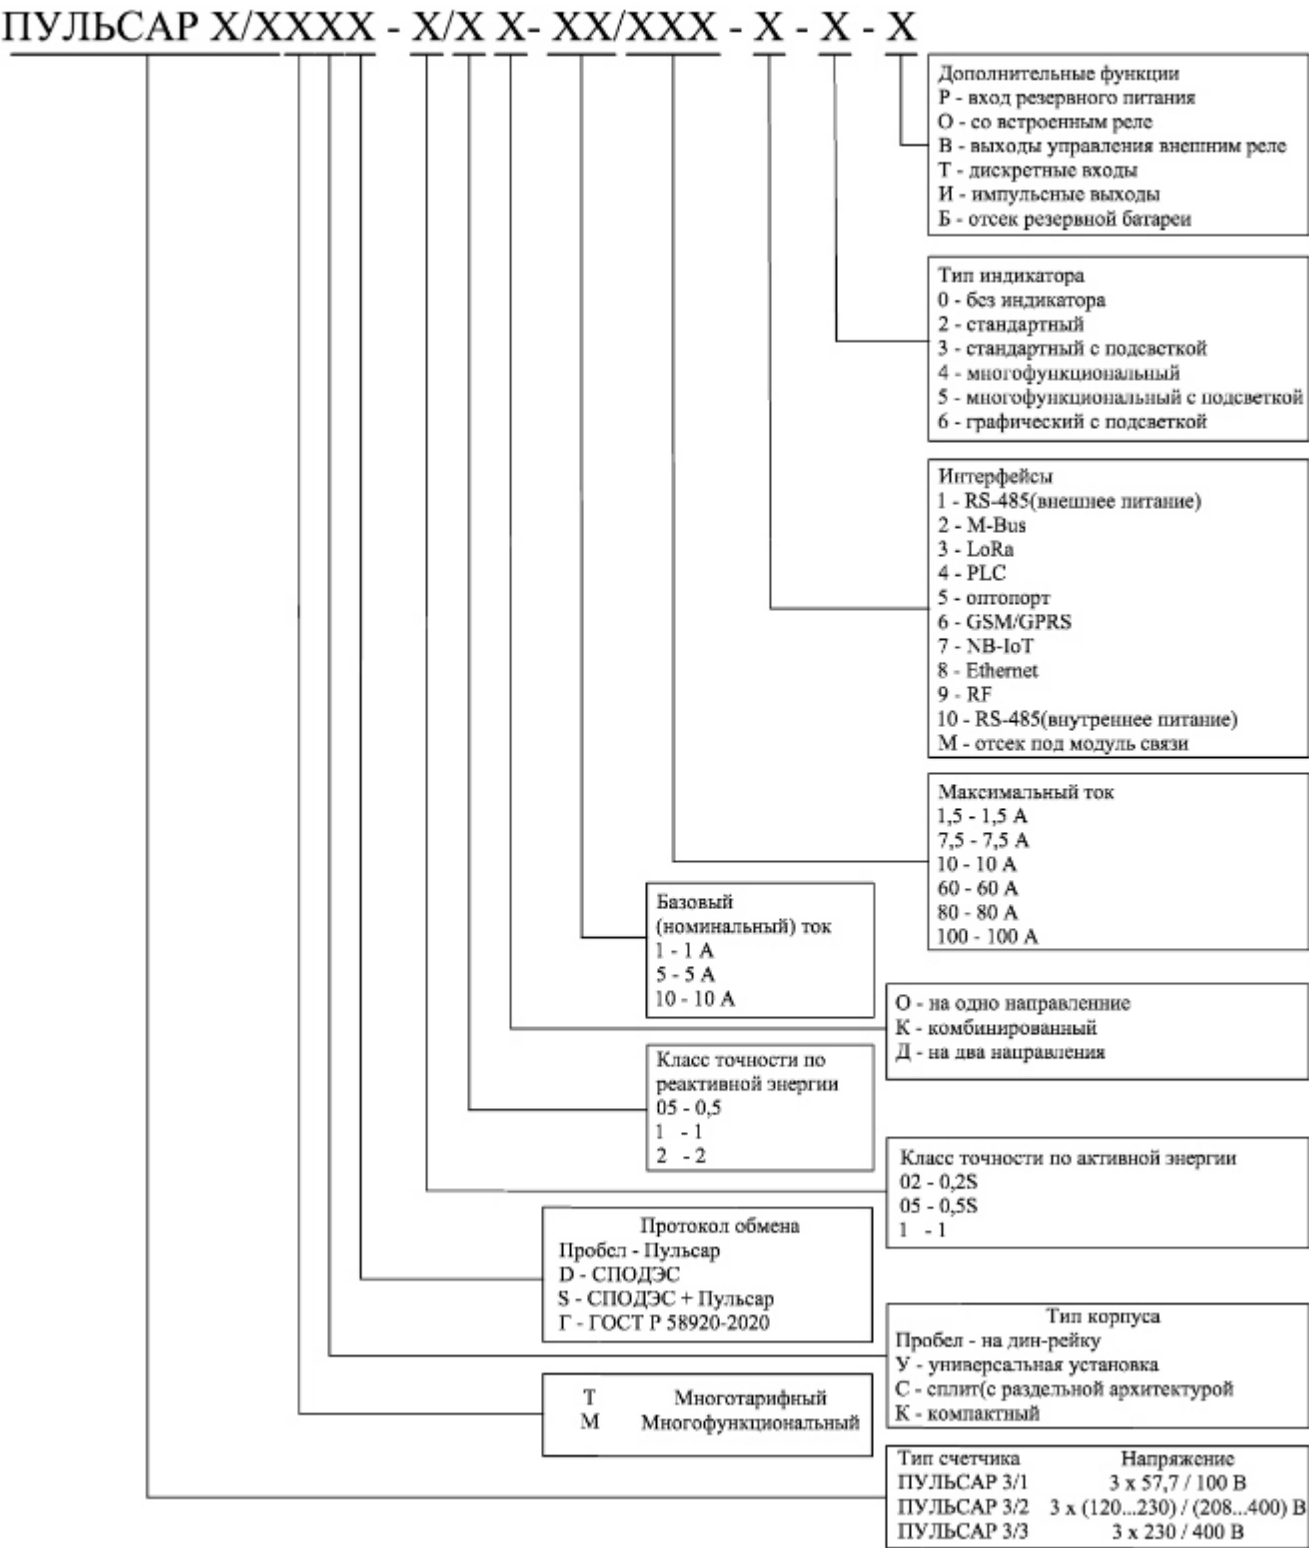 ПУЛЬСАР Х/ХХХХ - Х/Х Х- ХХ/ХХХ - Х - Х - Х
Дополнительные функции
Р - вход резервного питания
О - со встроенным реле
В - выходы управления внешним реле
Т - дискретные входы
И - импульсные выходы
Б - отсек резервной батареи
Тип индикатора
0 - без индикатора
2 - стандартный
3 - стандартный с подсветкой
4 - многофункциональный
5 - многофункциональный с подсветкой
6 - графический с подсветкой
Интерфейсы
1 - RS-485(внешнее питание)
2 - M-Bus
3 - LoRa
4 - PLC
5 - оптопорт
6 - GSM/GPRS
7 - NB-IoT
8 - Ethernet
9 - RF
10 - RS-485(внутреннее питание)
М - отсек под модуль связи
Максимальный ток
1,5 - 1,5 А
7,5 - 7,5 А
10 - 10 А
60 - 60 А
80 - 80 А
100 - 100 А
Базовый
(номинальный) ток
1 - 1 А
5 - 5 А
10 - 10 А
О - на одно направленние
К - комбинированный
Д - на два направления
Класс точности по
реактивной энергии
05 - 0,5
1 - 1
2 - 2
Класс точности по активной энергии
02 - 0,2S
05 - 0,5S
1 - 1
Протокол обмена
Пробел - Пульсар
D - СПОДЭС
S - СПОДЭС + Пульсар
Г - ГОСТ Р 58920-2020
Тип корпуса
Пробел - на дин-рейку
У - универсальная установка
С - сплит(с раздельной архитектурой
К - компактный
Т Многотарифный
М Многофункциональный
Тип счетчика Напряжение
ПУЛЬСАР 3/1 3 х 57,7 / 100 В
ПУЛЬСАР 3/2 3 х (120...230) / (208...400) В
ПУЛЬСАР 3/3 3 х 230 / 400 В